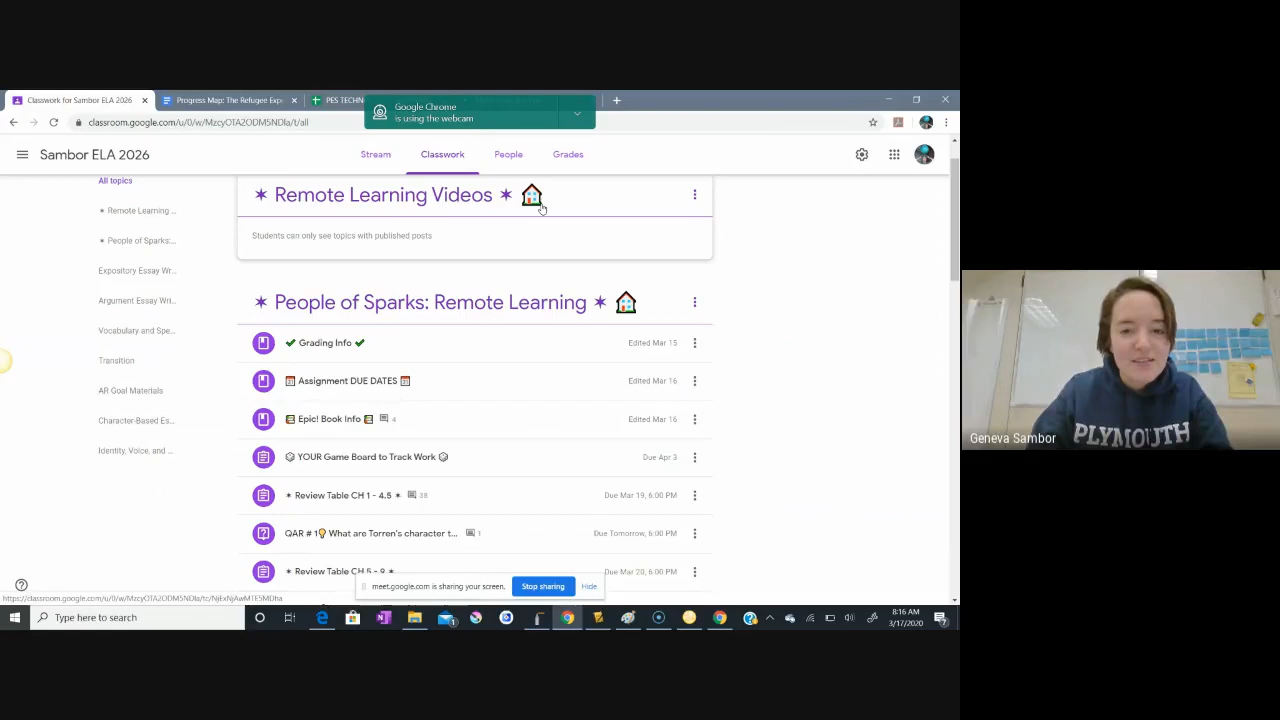 Classwork for Sambor ELA 2026
Progress Map: The Refugee Exp
PES TECHN
Google Chrome
is using the webcam
classroom.google.com/u/0/w/MzcyOTA2ODM5NDla/t/all
Sambor ELA 2026
Stream
Classwork
People
Grades
All topics
✶ Remote Learning ...
✶ People of Sparks:...
Expository Essay Wr...
Argument Essay Wri...
Vocabulary and Spe...
Transition
AR Goal Materials
Character-Based Es...
Identity, Voice, and ...
✶ Remote Learning Videos ✶
Students can only see topics with published posts
✶ People of Sparks: Remote Learning ✶
Grading Info
Edited Mar 15
Assignment DUE DATES
Edited Mar 16
Epic! Book Info
4
Edited Mar 16
YOUR Game Board to Track Work
Due Apr 3
✶ Review Table CH 1 - 4.5 ✶
38
Due Mar 19, 6:00 PM
QAR # 1 What are Torren's character t...
1
Due Tomorrow, 6:00 PM
✶ Review Table CH 5 - 9 ✶
Due Mar 20, 6:00 PM
meet.google.com is sharing your screen.
Stop sharing
Hide
Type here to search
8:16 AM
3/17/2020
Geneva Sambor
PLYMOUTH